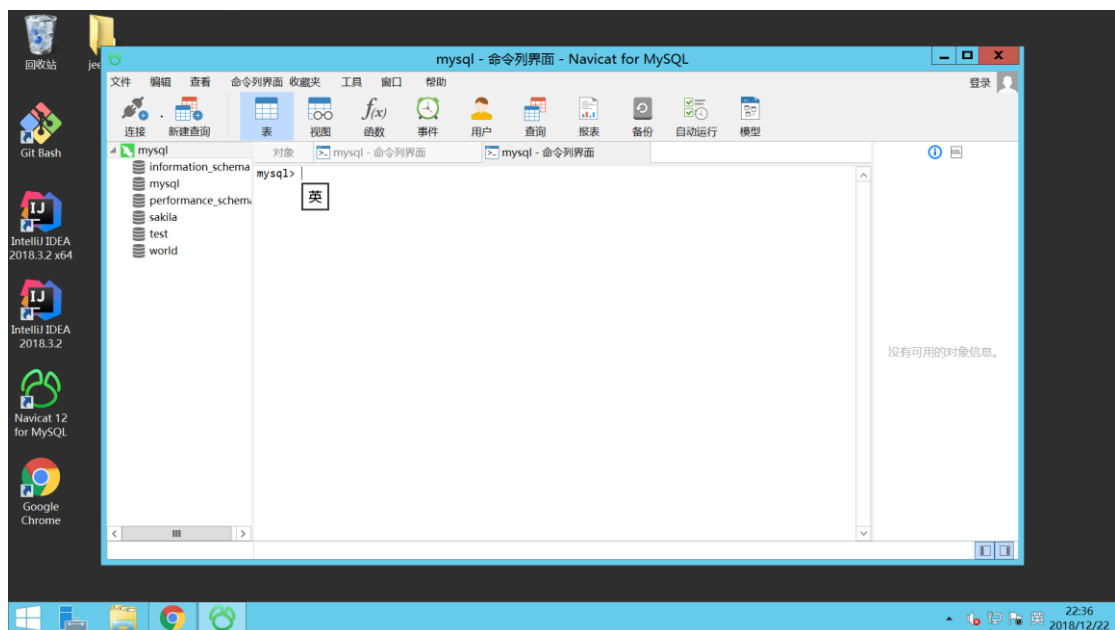 回收站
jee
Git Bash
IntelliJ IDEA
2018.3.2 x64
IntelliJ IDEA
2018.3.2
Navicat 12
for MySQL
Google
Chrome
mysql - 命令列界面 - Navicat for MySQL
文件 编辑 查看 命令列界面 收藏夹 工具 窗口 帮助 登录
连接 新建查询 表 视图 函数 事件 用户 查询 报表 备份 自动运行 模型
f(x)
mysql
information_schema
mysql
performance_schema
sakila
test
world
对象 mysql - 命令列界面 mysql - 命令列界面
mysql>
英
没有可用的对象信息。
英 22:36
2018/12/22